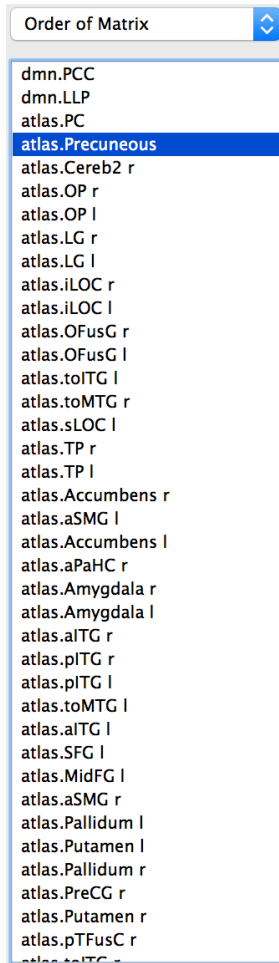 Order of Matrix
dmn.PCC
dmn.LLP
atlas.PC
atlas.Precuneous
atlas.Cereb2 r
atlas.OP r
atlas.OP l
atlas.LG r
atlas.LG l
atlas.iLOC r
atlas.iLOC l
atlas.OFusG r
atlas.OFusG l
atlas.toITG l
atlas.toMTG r
atlas.sLOC l
atlas.TP r
atlas.TP l
atlas.Accumbens r
atlas.aSMG l
atlas.Accumbens l
atlas.aPaHC r
atlas.Amygdala r
atlas.Amygdala l
atlas.aITG r
atlas.pITG r
atlas.pITG l
atlas.toMTG l
atlas.aITG l
atlas.SFG l
atlas.MidFG l
atlas.aSMG r
atlas.Pallidum l
atlas.Putamen l
atlas.Pallidum r
atlas.PreCG r
atlas.Putamen r
atlas.pTFusC r
atlas.toITG r